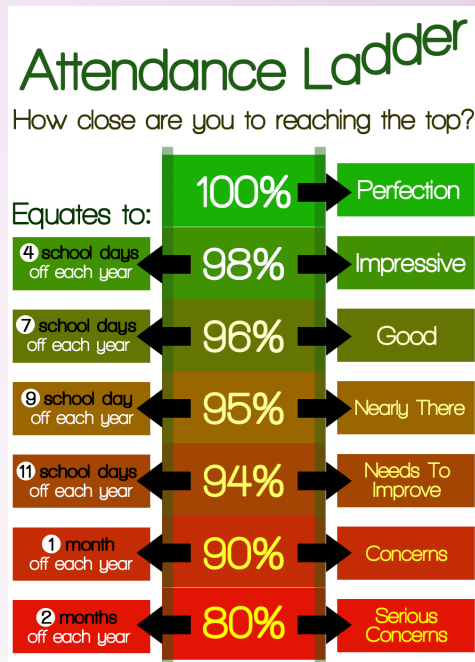 Attendance Ladder
How close are you to reaching the top?
100%
Perfection
Equates to:
4 school days
off each year
98%
Impressive
7 school days
off each year
96%
Good
9 school day
off each year
95%
Nearly There
11 school days
off each year
94%
Needs To
Improve
1 month
off each year
90%
Concerns
2 months
off each year
80%
Serious
Concerns